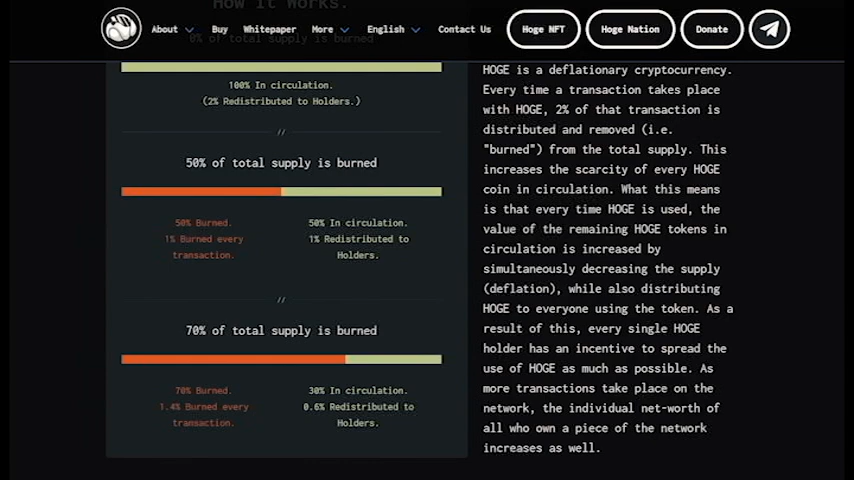 How It Works.
About
Buy
Whitepaper
More
English
Contact Us
Hoge NFT
Hoge Nation
Donate
0% of total supply is burned
100% In circulation.
(2% Redistributed to Holders.)
//
50% of total supply is burned
50% Burned.
1% Burned every
transaction.
50% In circulation.
1% Redistributed to
Holders.
//
70% of total supply is burned
70% Burned.
1.4% Burned every
transaction.
30% In circulation.
0.6% Redistributed to
Holders.
HOGE is a deflationary cryptocurrency.
Every time a transaction takes place
with HOGE, 2% of that transaction is
distributed and removed (i.e.
"burned") from the total supply. This
increases the scarcity of every HOGE
coin in circulation. What this means
is that every time HOGE is used, the
value of the remaining HOGE tokens in
circulation is increased by
simultaneously decreasing the supply
(deflation), while also distributing
HOGE to everyone using the token. As a
result of this, every single HOGE
holder has an incentive to spread the
use of HOGE as much as possible. As
more transactions take place on the
network, the individual net-worth of
all who own a piece of the network
increases as well.